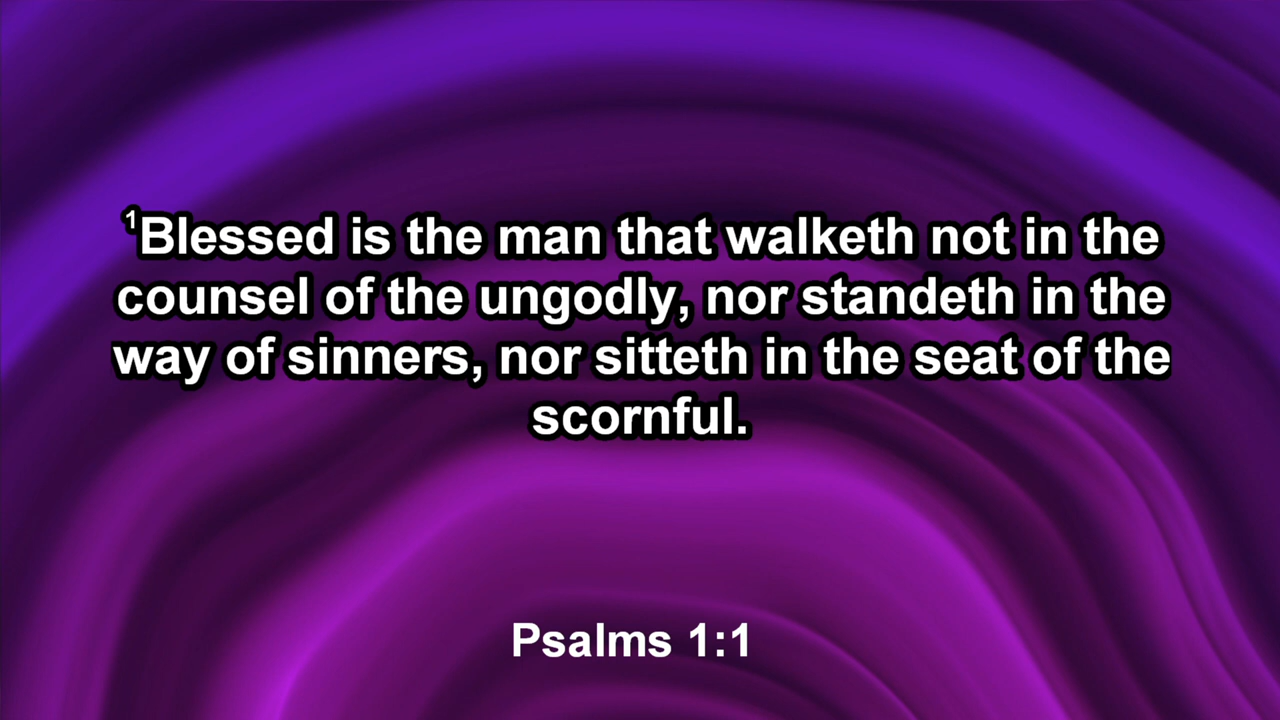 ¹Blessed is the man that walketh not in the
counsel of the ungodly, nor standeth in the
way of sinners, nor sitteth in the seat of the
scornful.
Psalms 1:1